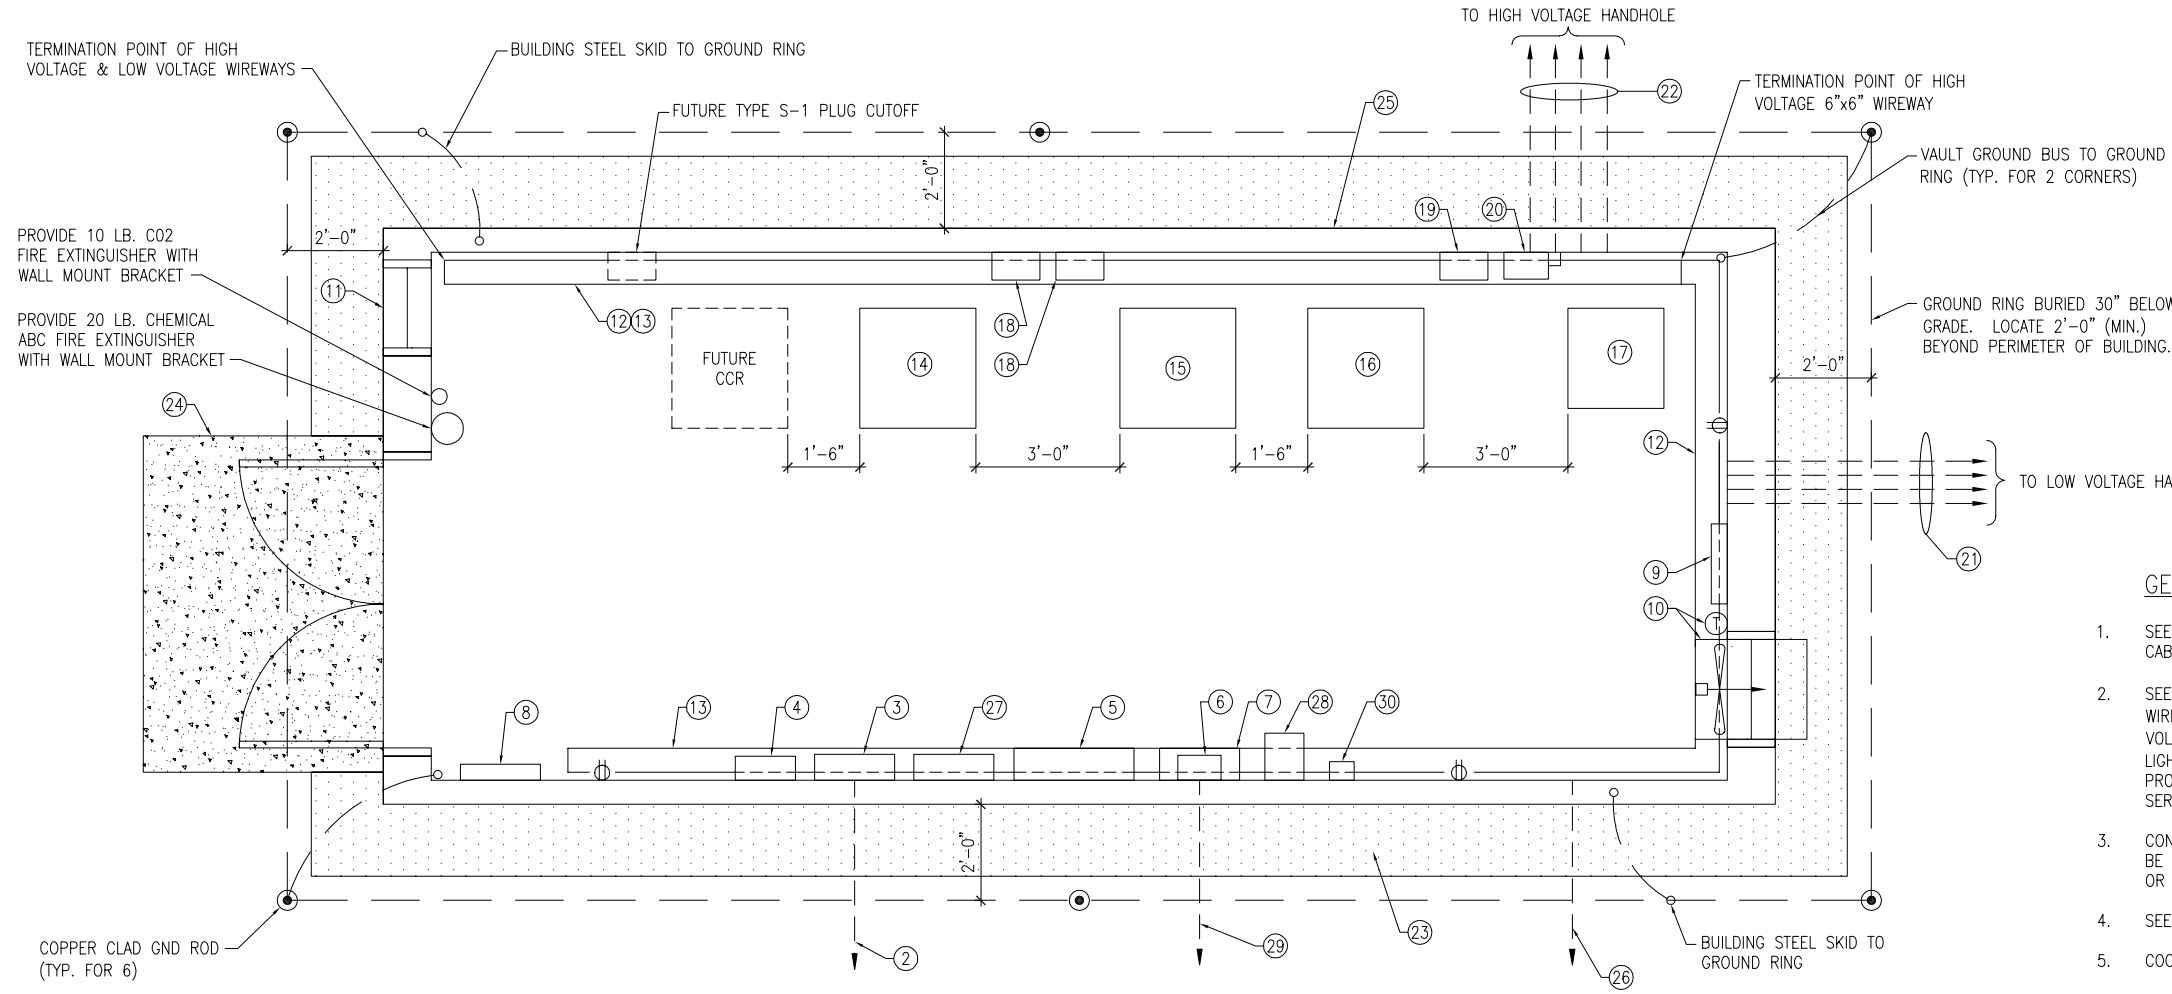 TO HIGH VOLTAGE HANDHOLE
TERMINATION POINT OF HIGH
VOLTAGE & LOW VOLTAGE WIREWAYS
BUILDING STEEL SKID TO GROUND RING
FUTURE TYPE S-1 PLUG CUTOFF
25
22
TERMINATION POINT OF HIGH
VOLTAGE 6"x6" WIREWAY
VAULT GROUND BUS TO GROUND
RING (TYP. FOR 2 CORNERS)
2'-0"
2'-0"
19
20
PROVIDE 10 LB. CO2
FIRE EXTINGUISHER WITH
WALL MOUNT BRACKET
11
PROVIDE 20 LB. CHEMICAL
ABC FIRE EXTINGUISHER
WITH WALL MOUNT BRACKET
12
13
18
18
GROUND RING BURIED 30" BELOW
GRADE. LOCATE 2'-0" (MIN.)
BEYOND PERIMETER OF BUILDING.
FUTURE
CCR
14
15
16
17
2'-0"
24
1'-6"
3'-0"
1'-6"
3'-0"
12
TO LOW VOLTAGE HA
21
9
10
T
8
13
4
3
27
5
6
7
28
30
2'-0"
23
COPPER CLAD GND ROD
(TYP. FOR 6)
2
29
26
BUILDING STEEL SKID TO
GROUND RING
GE
1. SEE
CAB
2. SEE
WIR
VOL
LIGH
PRO
SER
3. CON
BE
OR
4. SEE
5. COO